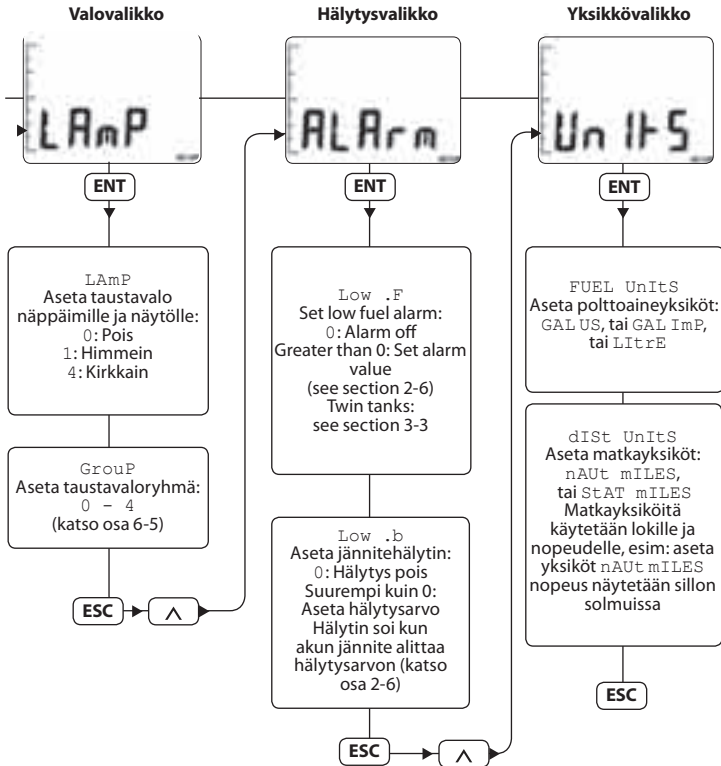 Valovalikko
LAmP
ENT
LAmP
Aseta taustavalo
näppäimille ja näytölle:
0: Pois
1: Himmein
4: Kirkkain
GrouP
Aseta taustavaloryhmä:
0 – 4
(katso osa 6-5)
ESC
Hälytysvalikko
ALArm
ENT
Low .F
Set low fuel alarm:
0: Alarm off
Greater than 0: Set alarm
value
(see section 2-6)
Twin tanks:
see section 3-3
Low .b
Aseta jännitehälytin:
0: Hälytys pois
Suurempi kuin 0:
Aseta hälytysarvo
Hälytin soi kun
akun jännite alittaa
hälytysarvon (katso
osa 2-6)
ESC
Yksikkövalikko
UnItS
ENT
FUEL UnItS
Aseta polttoaineyksiköt:
GAL US, tai GAL ImP,
tai LItrE
dISt UnItS
Aseta matkayksiköt:
nAUt mILES,
tai StAT mILES
Matkayksiköitä
käytetään lokille ja
nopeudelle, esim: aseta
yksiköt nAUt mILES
nopeus näytetään sillon
solmuissa
ESC